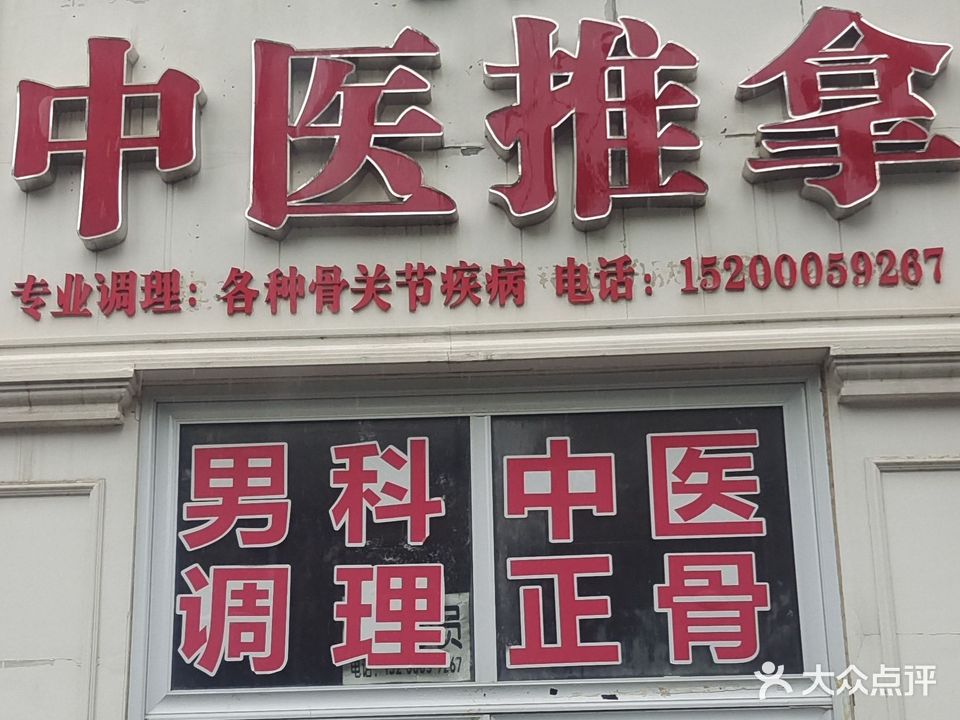 中医推拿
专业调理：各种骨关节疾病 电话：15200059267
男科 中医
调理 正骨
大众点评